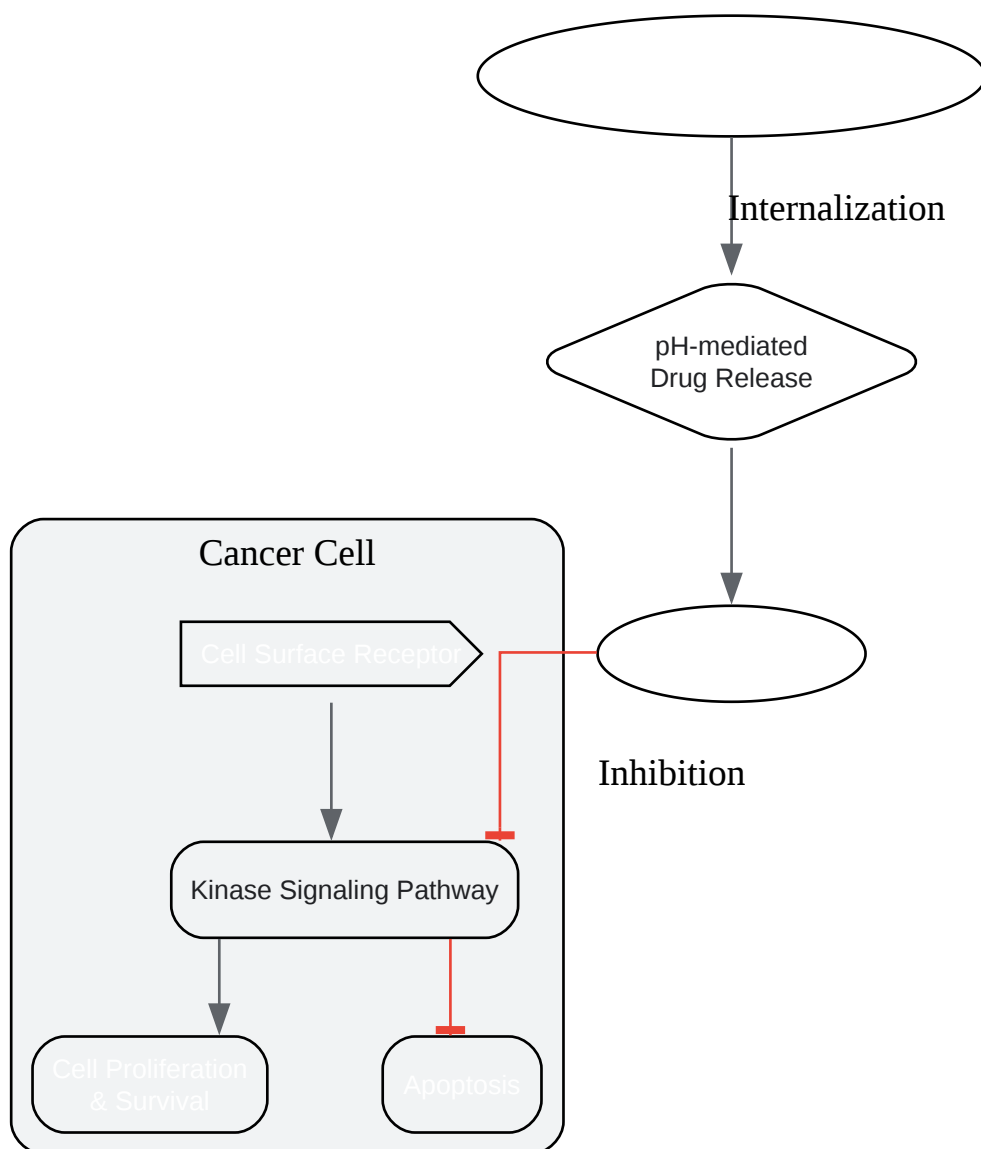 Internalization
pH-mediated
Drug Release
Cancer Cell
Cell Surface Receptor
Inhibition
Kinase Signaling Pathway
Cell Proliferation
& Survival
Apoptosis